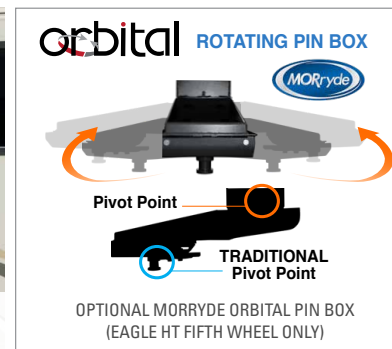 orbital ROTATING PIN BOX
MORryde
Pivot Point
TRADITIONAL
Pivot Point
OPTIONAL MORRYDE ORBITAL PIN BOX
(EAGLE HT FIFTH WHEEL ONLY)